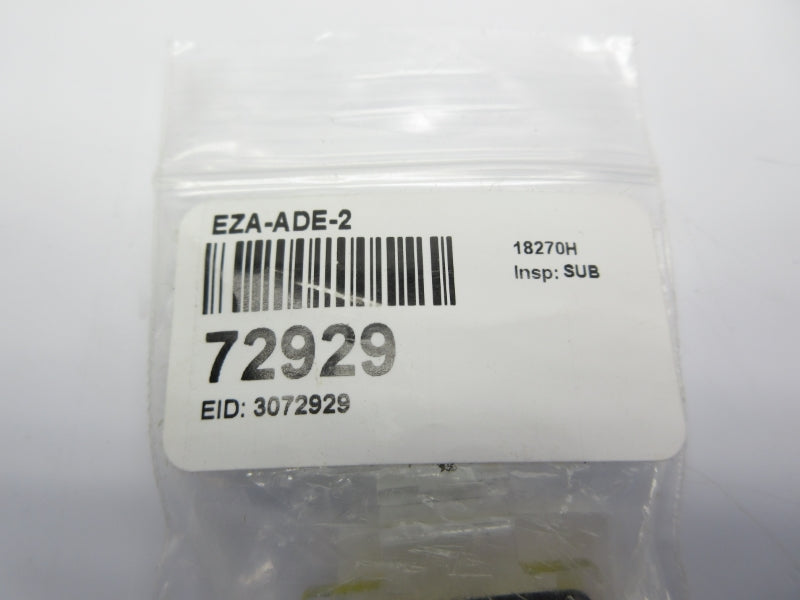 EZA-ADE-2
18270H
Insp: SUB
72929
EID: 3072929